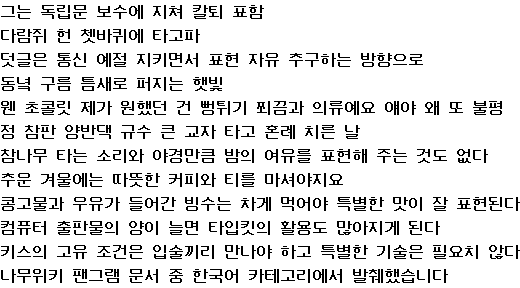 그는 독립문 보수에 지쳐 칼퇴 표함
다람쥐 헌 쳇바퀴에 타고파
덧글은 통신 예절 지키면서 표현 자유 추구하는 방향으로
동녘 구름 틈새로 퍼지는 햇빛
웬 초콜릿 제가 원했던 건 뻥튀기 쬐끔과 의류예요 얘야 왜 또 불평
정 참판 양반댁 규수 큰 교자 타고 혼례 치른 날
참나무 타는 소리와 야경만큼 밤의 여유를 표현해 주는 것도 없다
추운 겨울에는 따뜻한 커피와 티를 마셔야지요
콩고물과 우유가 들어간 빙수는 차게 먹어야 특별한 맛이 잘 표현된다
컴퓨터 출판물의 양이 늘면 타입킷의 활용도 많아지게 된다
키스의 고유 조건은 입술끼리 만나야 하고 특별한 기술은 필요치 않다
나무위키 팬그램 문서 중 한국어 카테고리에서 발췌했습니다